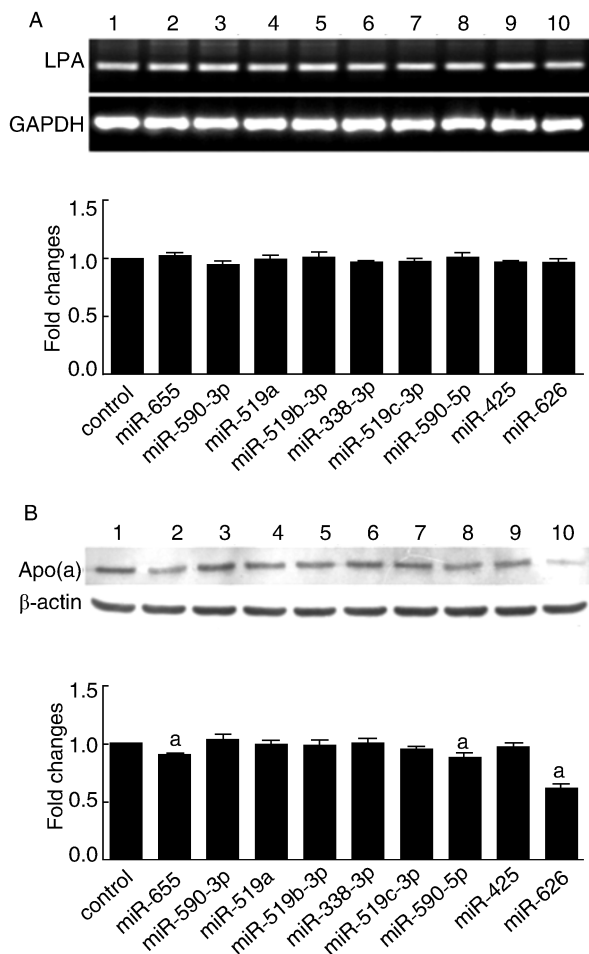 A
1 2 3 4 5 6 7 8 9 10
LPA
GAPDH
Fold changes
1.5
1.0
0.5
0.0
control miR-655 miR-590-3p miR-519a miR-519b-3p miR-338-3p miR-519c-3p miR-590-5p miR-425 miR-626
B
1 2 3 4 5 6 7 8 9 10
Apo(a)
β-actin
Fold changes
1.5
1.0
0.5
0.0
a a a
control miR-655 miR-590-3p miR-519a miR-519b-3p miR-338-3p miR-519c-3p miR-590-5p miR-425 miR-626